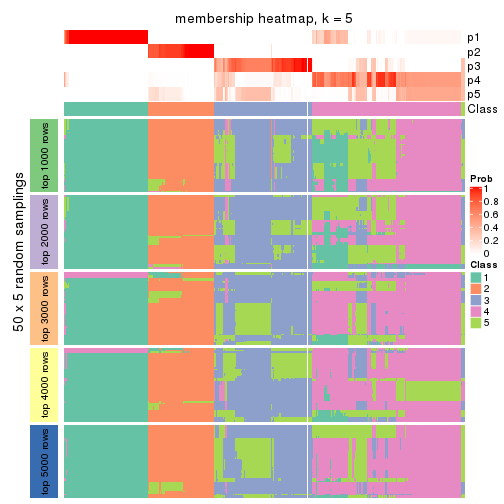 membership heatmap, k = 5
p1
p2
p3
p4
p5
Class
50 x 5 random samplings
top 1000 rows
top 2000 rows
top 3000 rows
top 4000 rows
top 5000 rows
Prob
1
0.8
0.6
0.4
0.2
0
Class
1
2
3
4
5